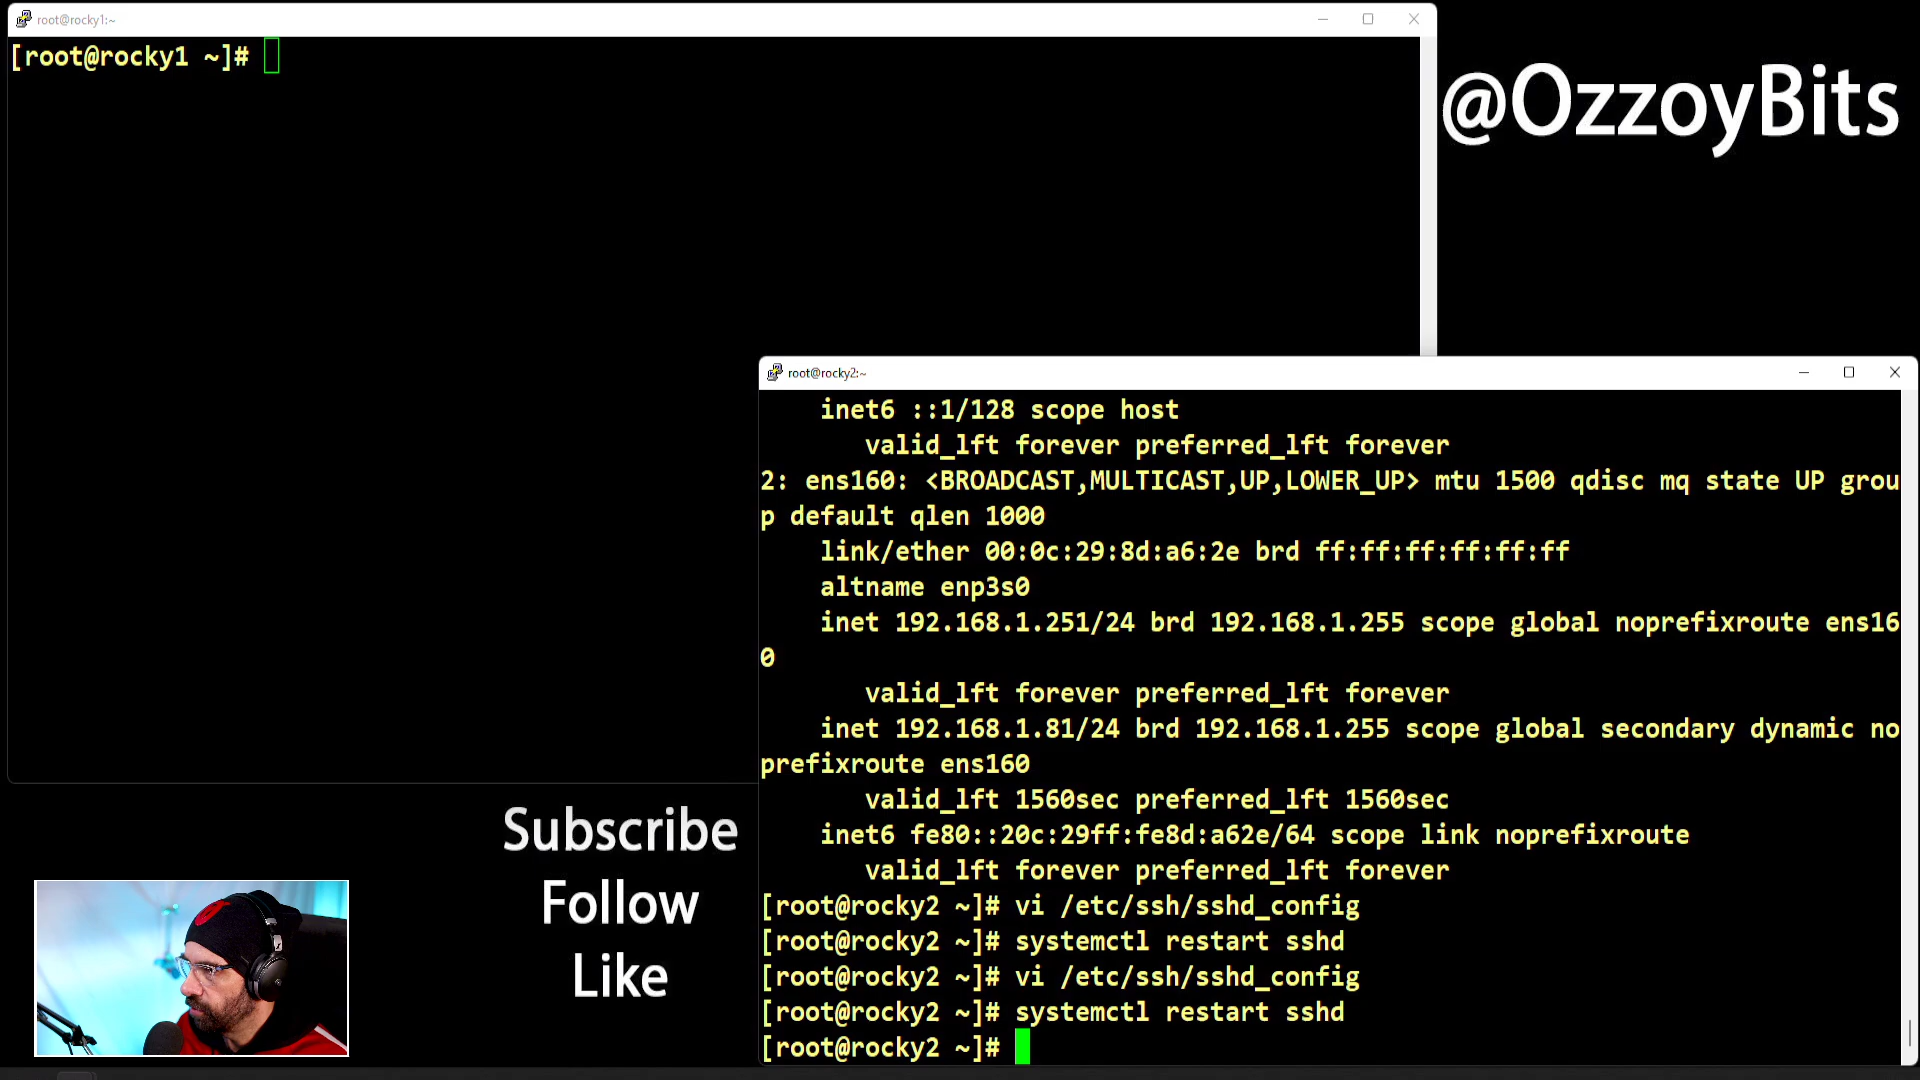 root@rocky1:~
[root@rocky1 ~]#
@OzzoyBits
root@rocky2:~
inet6 ::1/128 scope host
valid_lft forever preferred_lft forever
2: ens160: <BROADCAST,MULTICAST,UP,LOWER_UP> mtu 1500 qdisc mq state UP grou
p default qlen 1000
link/ether 00:0c:29:8d:a6:2e brd ff:ff:ff:ff:ff:ff
altname enp3s0
inet 192.168.1.251/24 brd 192.168.1.255 scope global noprefixroute ens16
0
valid_lft forever preferred_lft forever
inet 192.168.1.81/24 brd 192.168.1.255 scope global secondary dynamic no
prefixroute ens160
valid_lft 1560sec preferred_lft 1560sec
inet6 fe80::20c:29ff:fe8d:a62e/64 scope link noprefixroute
valid_lft forever preferred_lft forever
[root@rocky2 ~]# vi /etc/ssh/sshd_config
[root@rocky2 ~]# systemctl restart sshd
[root@rocky2 ~]# vi /etc/ssh/sshd_config
[root@rocky2 ~]# systemctl restart sshd
[root@rocky2 ~]#
Subscribe
Follow
Like